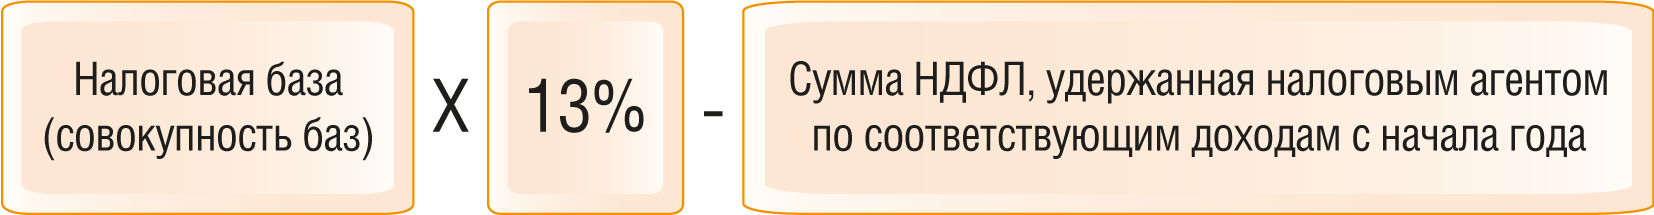 Налоговая база
(совокупность баз)
X
13%
-
Сумма НДФЛ, удержанная налоговым агентом
по соответствующим доходам с начала года